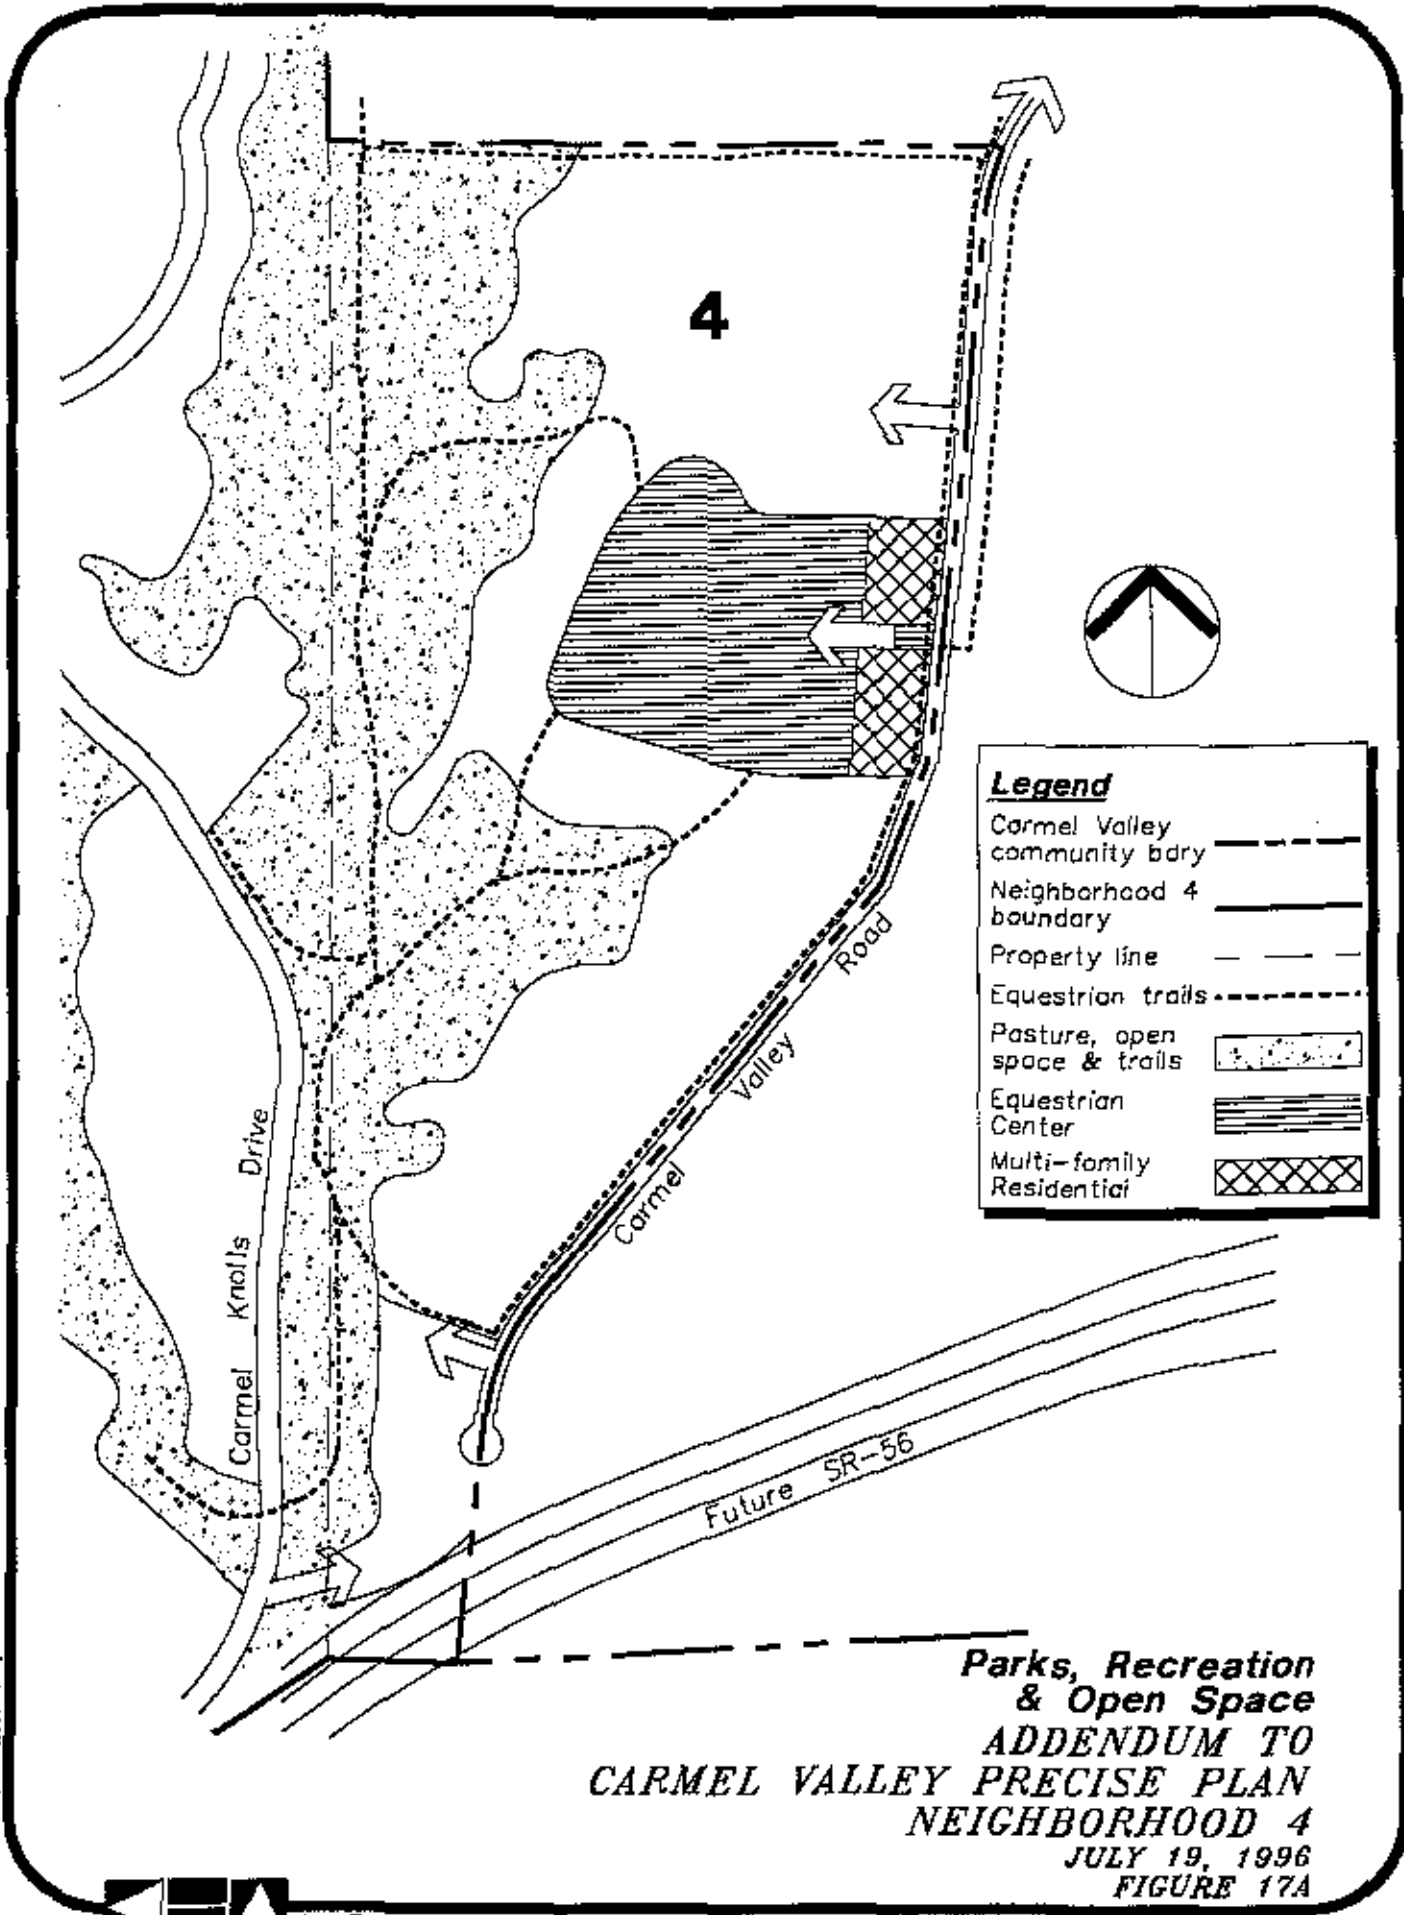 4
Legend
Carmel Valley
community bdry
Neighborhood 4
boundary
Property line
Equestrian trails
Pasture, open
space & trails
Equestrian
Center
Multi-family
Residential
Carmel Valley Road
Carmel Knolls Drive
Future SR-56
Parks, Recreation
& Open Space
ADDENDUM TO
CARMEL VALLEY PRECISE PLAN
NEIGHBORHOOD 4
JULY 19, 1996
FIGURE 17A